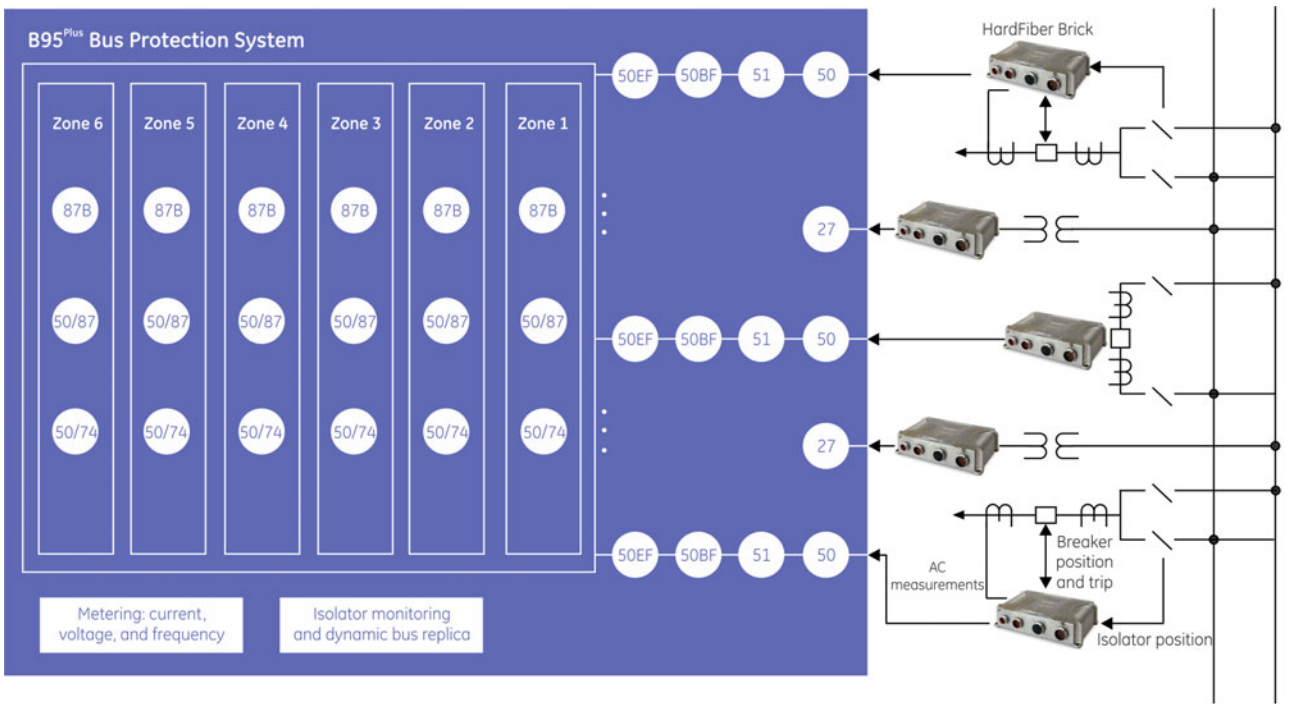 B95Plus Bus Protection System
HardFiber Brick
50EF 50BF 51 50
Zone 6 Zone 5 Zone 4 Zone 3 Zone 2 Zone 1
87B 87B 87B 87B 87B 87B
27
50/87 50/87 50/87 50/87 50/87 50/87
50EF 50BF 51 50
50/74 50/74 50/74 50/74 50/74 50/74
27
50EF 50BF 51 50
Breaker
position
and trip
AC
measurements
Metering: current,
voltage, and frequency
Isolator monitoring
and dynamic bus replica
Isolator position